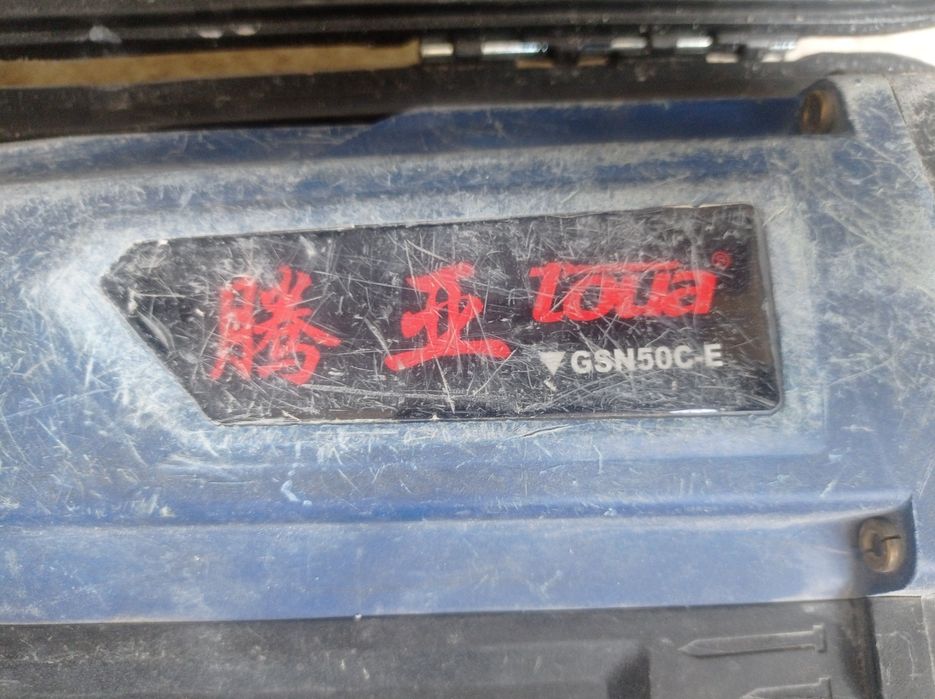 腾亚 toua®
▼GSN50C-E